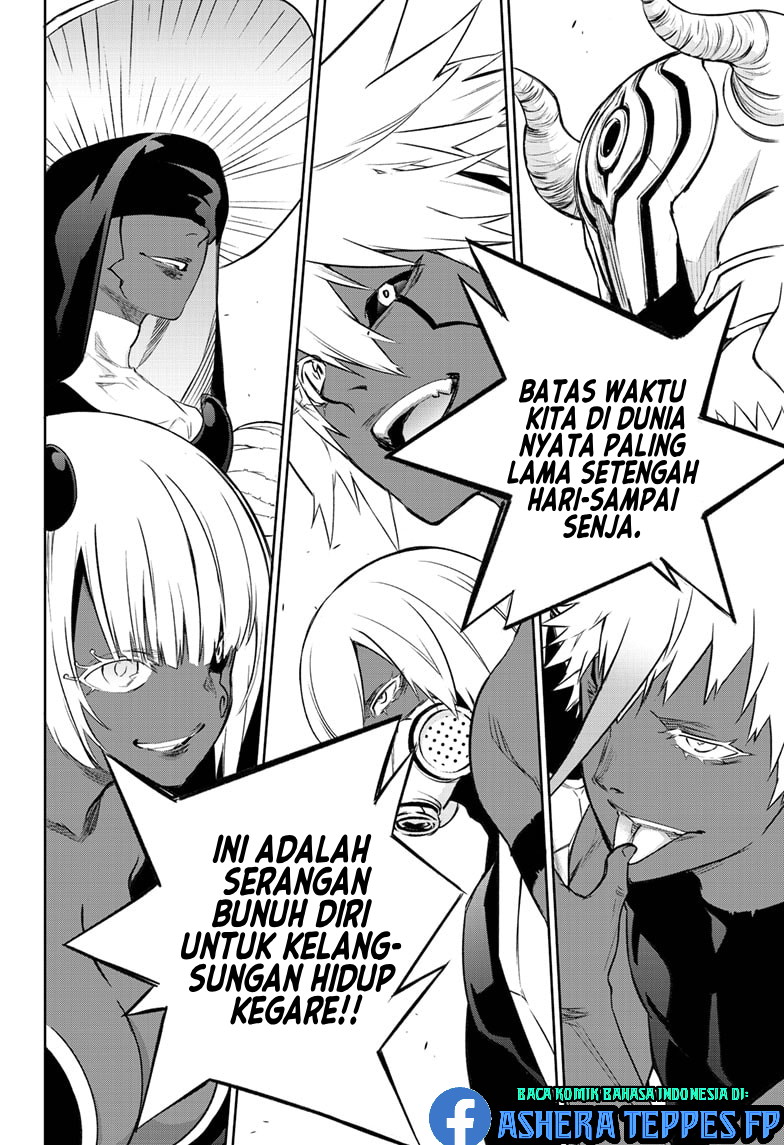 BATAS WAKTU
KITA DI DUNIA
NYATA PALING
LAMA SETENGAH
HARI-SAMPAI
SENJA.
INI ADALAH
SERANGAN
BUNUH DIRI
UNTUK KELANG-
SUNGAN HIDUP
KEGARE!!
BACA KOMIK BAHASA INDONESIA DI:
f ASHERA TEPPES FP